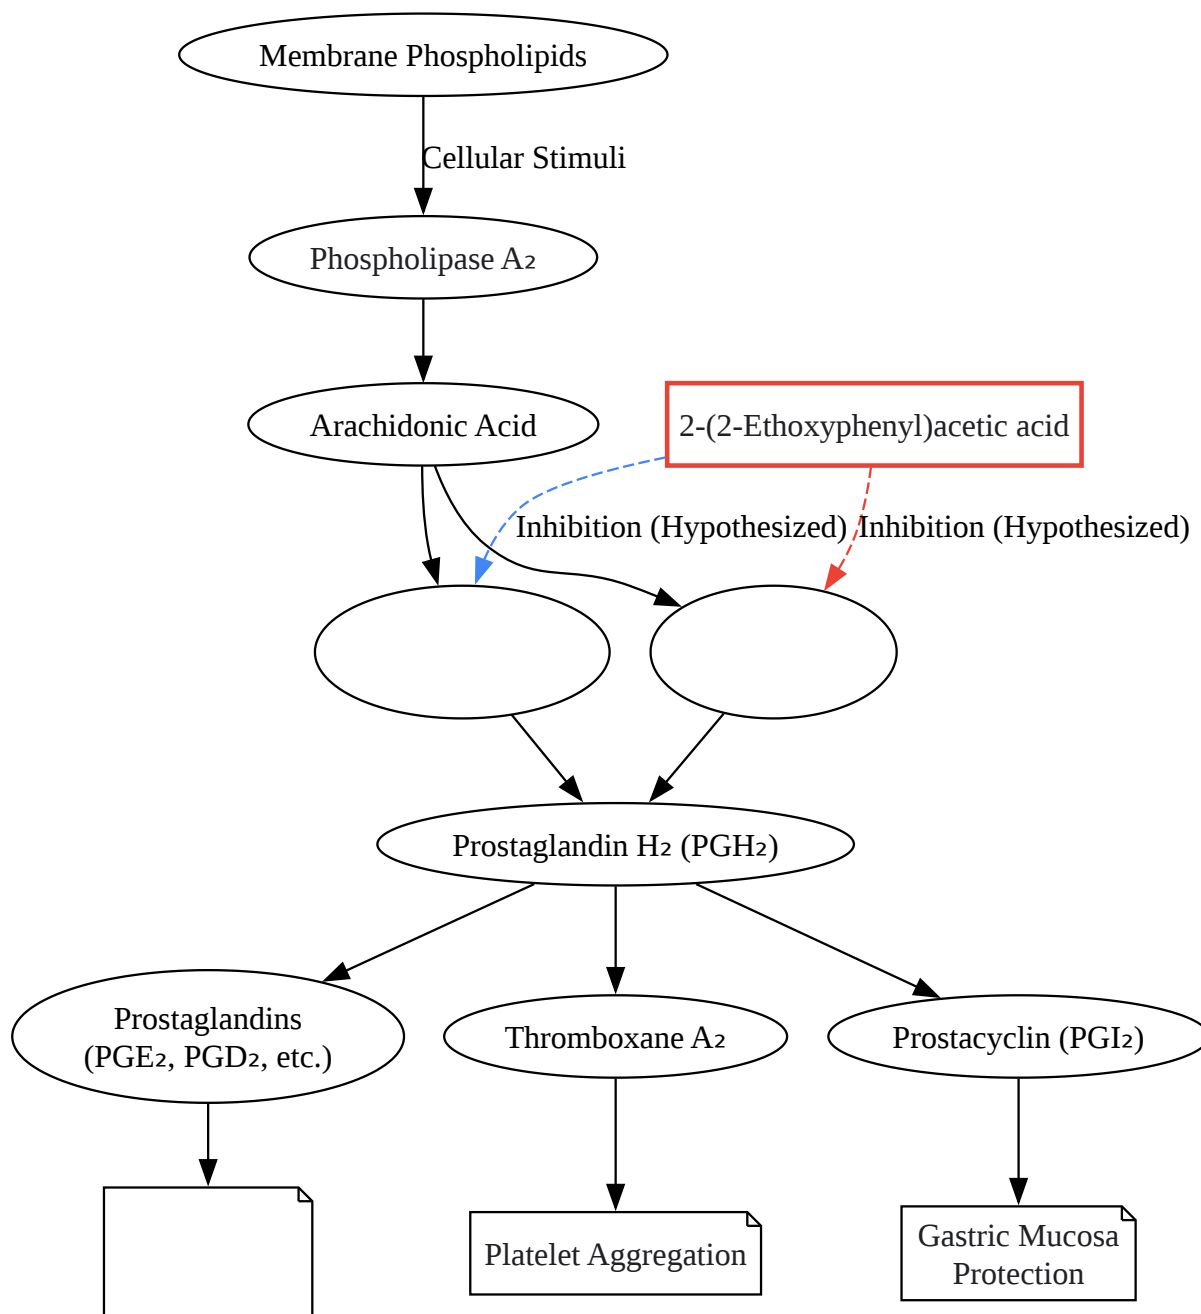 Membrane Phospholipids
Cellular Stimuli
Phospholipase A₂
Arachidonic Acid
2-(2-Ethoxyphenyl)acetic acid
Inhibition (Hypothesized)
Inhibition (Hypothesized)
Prostaglandin H₂ (PGH₂)
Prostaglandins
(PGE₂, PGD₂, etc.)
Thromboxane A₂
Prostacyclin (PGI₂)
Platelet Aggregation
Gastric Mucosa
Protection